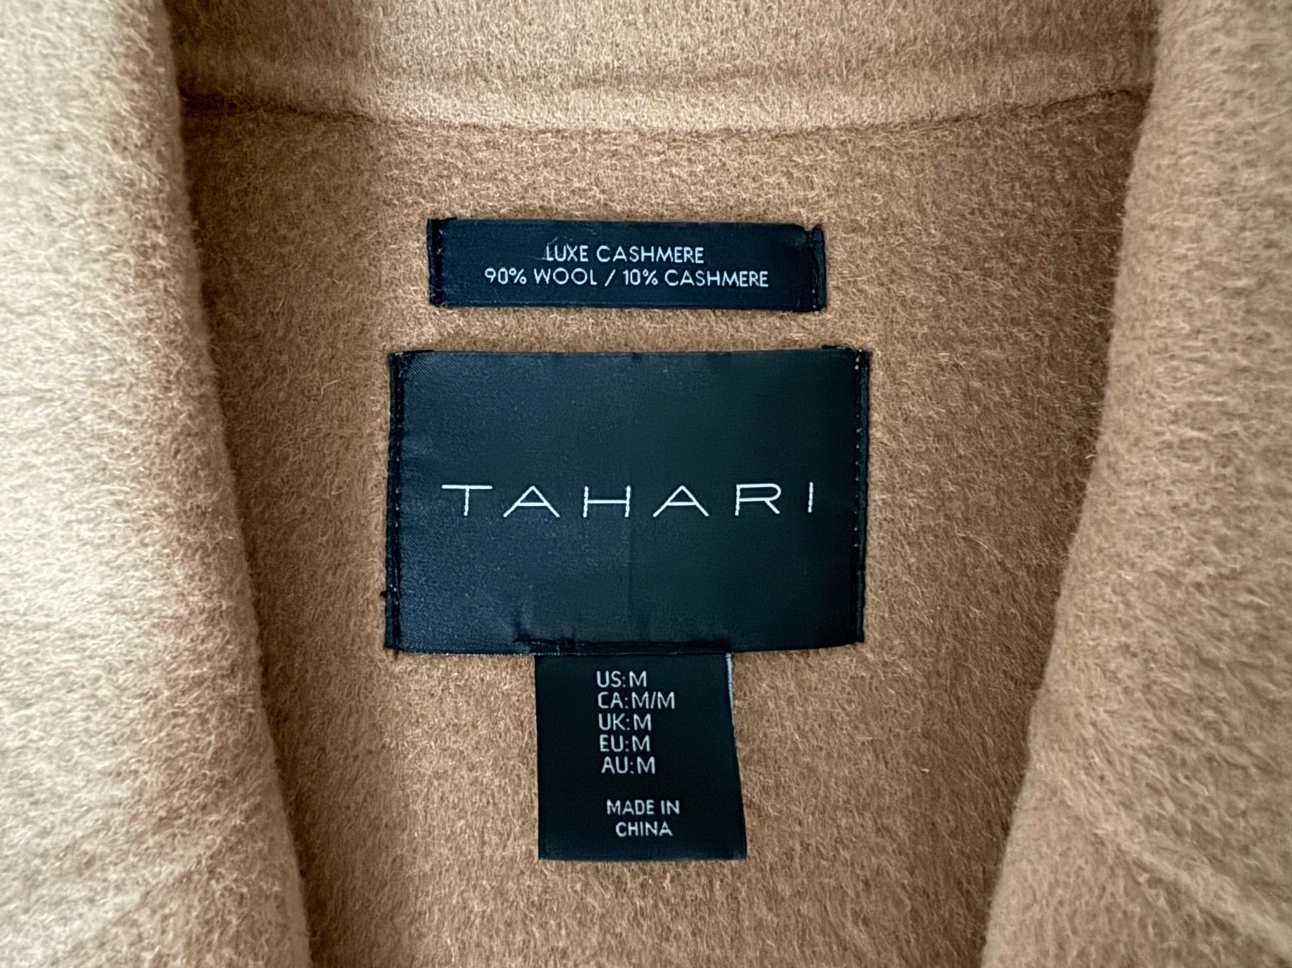 LUXE CASHMERE
90% WOOL / 10% CASHMERE
TAHARI
US:M
CA:M/M
UK:M
EU:M
AU:M
MADE IN
CHINA